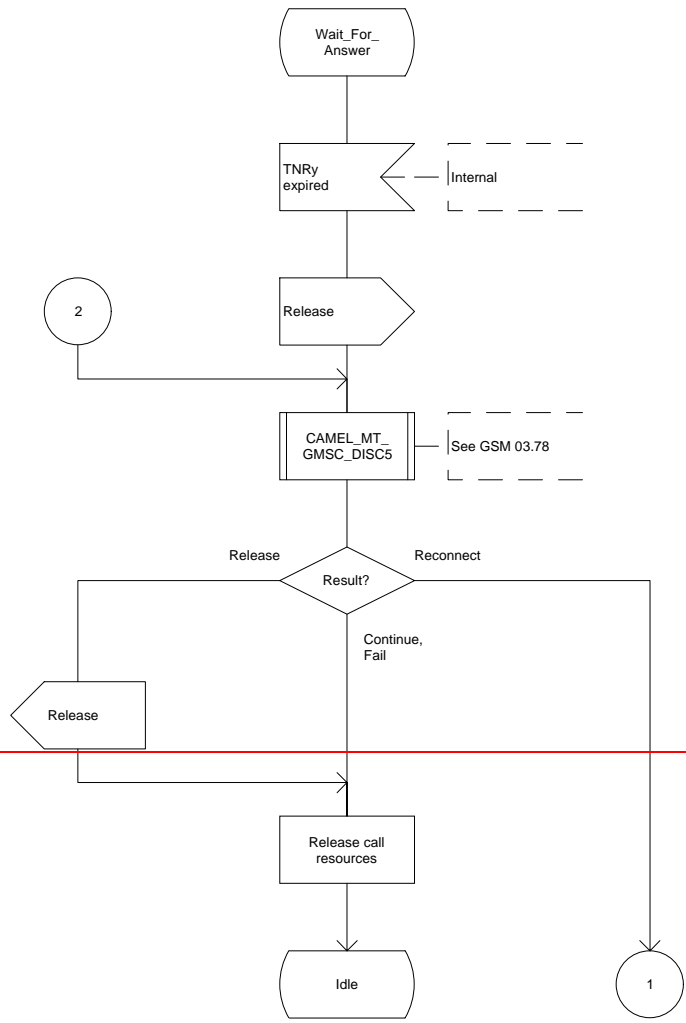 Wait_For_
Answer
TNRy
expired
Internal
2
Release
CAMEL_MT_
GMSC_DISC5
See GSM 03.78
Release
Result?
Reconnect
Continue,
Fail
Release
Release call
resources
Idle
1